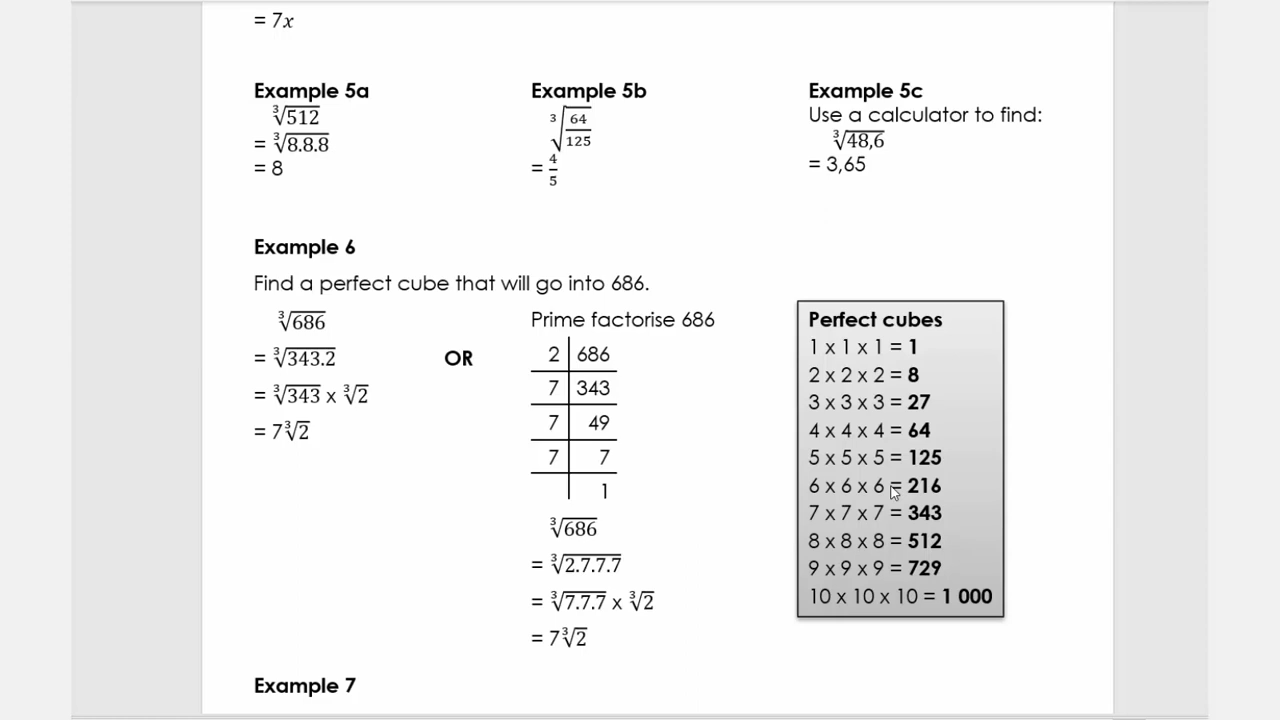 = 7x
Example 5a
∛512
= ∛8.8.8
= 8
Example 5b
∛(64/125)
= 4/5
Example 5c
Use a calculator to find:
∛48,6
= 3,65
Example 6
Find a perfect cube that will go into 686.
∛686
= ∛343.2
= ∛343 x ∛2
= 7∛2
OR
Prime factorise 686
2 686
7 343
7 49
7 7
1
∛686
= ∛2.7.7.7
= ∛7.7.7 x ∛2
= 7∛2
Perfect cubes
1 x 1 x 1 = 1
2 x 2 x 2 = 8
3 x 3 x 3 = 27
4 x 4 x 4 = 64
5 x 5 x 5 = 125
6 x 6 x 6 = 216
7 x 7 x 7 = 343
8 x 8 x 8 = 512
9 x 9 x 9 = 729
10 x 10 x 10 = 1 000
Example 7